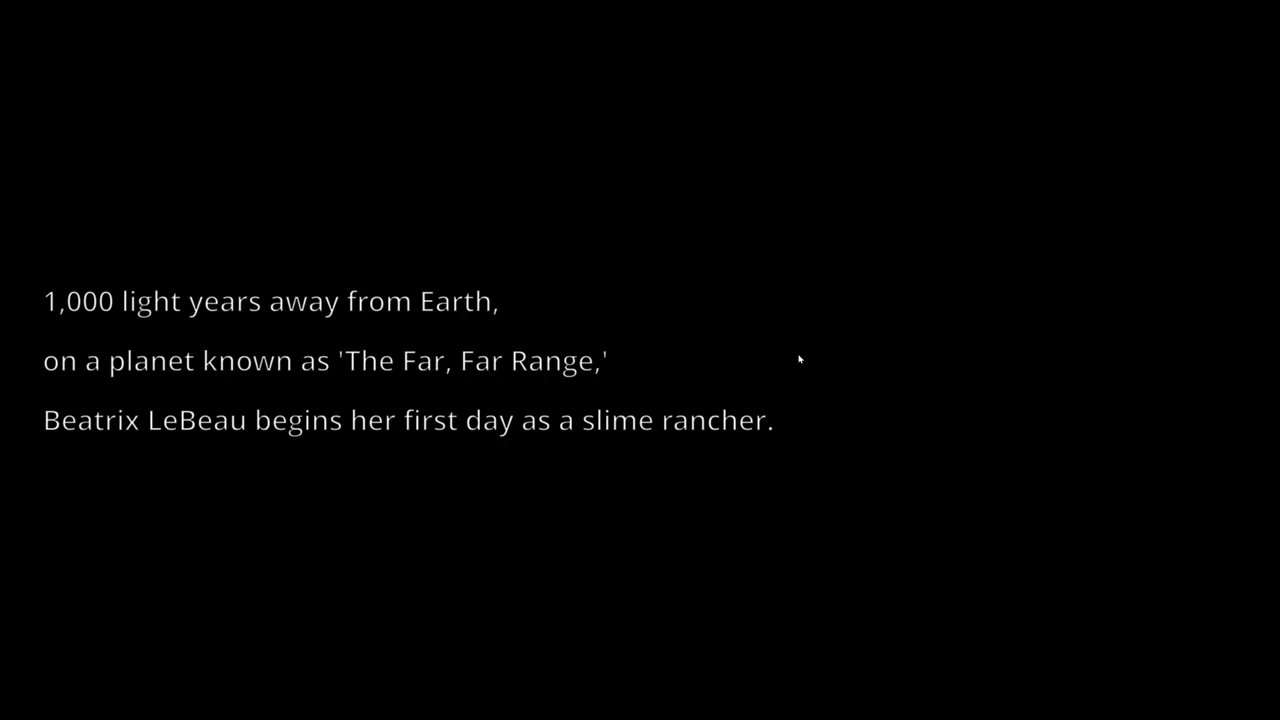 1,000 light years away from Earth,
on a planet known as 'The Far, Far Range,'
Beatrix LeBeau begins her first day as a slime rancher.